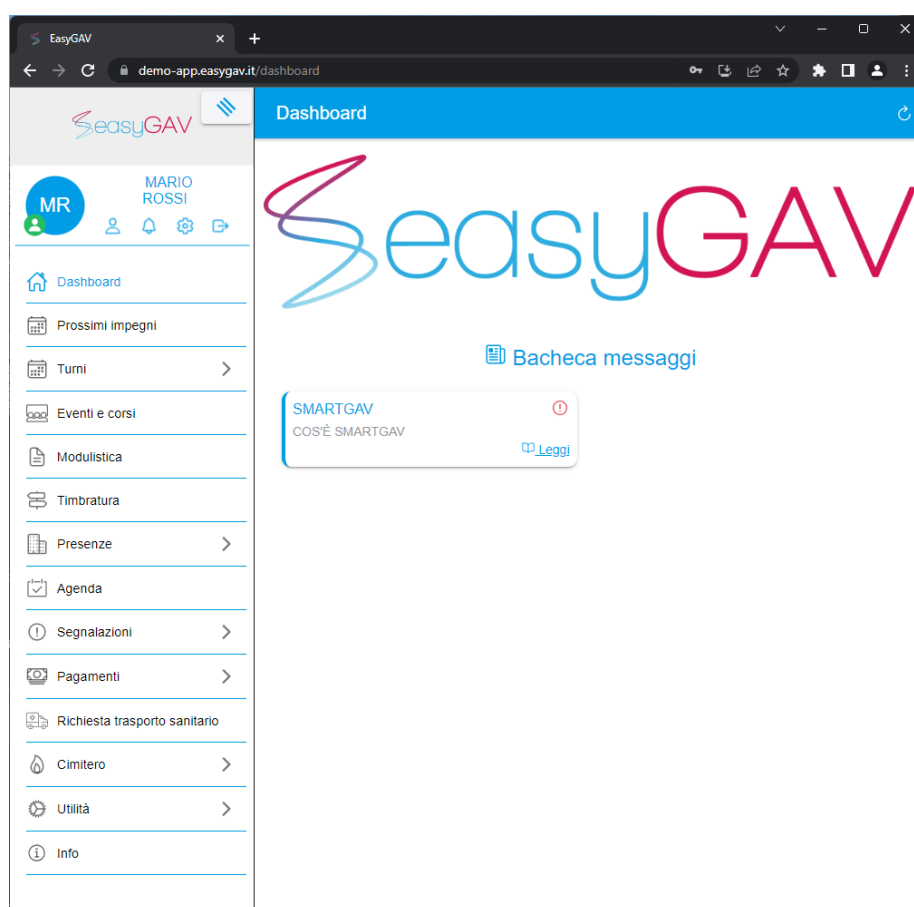 EasyGAV
demo-app.easygav.it/dashboard
easyGAV
Dashboard
MR
MARIO
ROSSI
easyGAV
Dashboard
Prossimi impegni
Turni
Eventi e corsi
Modulistica
Timbratura
Presenze
Agenda
Segnalazioni
Pagamenti
Richiesta trasporto sanitario
Cimitero
Utilità
Info
Bacheca messaggi
SMARTGAV
COS'È SMARTGAV
Leggi